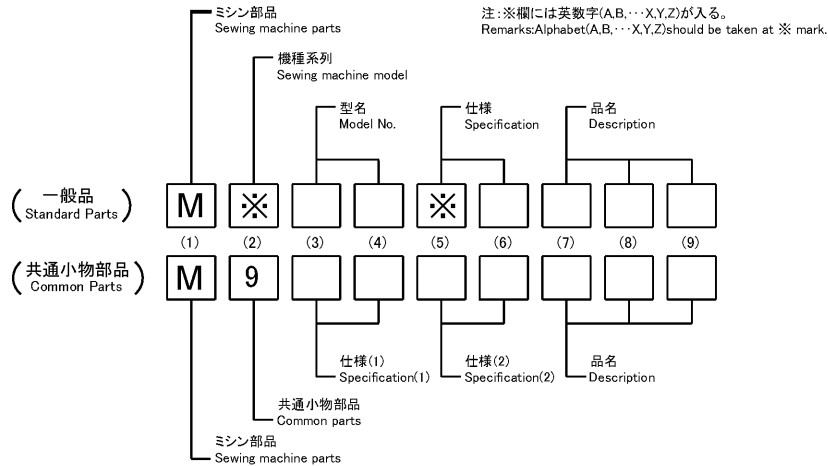 ミシン部品
Sewing machine parts
注:※欄には英数字(A,B,･･･X,Y,Z)が入る。
Remarks:Alphabet(A,B,･･･X,Y,Z)should be taken at ※ mark.
機種系列
Sewing machine model
型名
Model No.
仕様
Specification
品名
Description
一般品
Standard Parts
M ※ ※
(1) (2) (3) (4) (5) (6) (7) (8) (9)
共通小物部品
Common Parts
M 9
仕様(1)
Specification(1)
仕様(2)
Specification(2)
品名
Description
共通小物部品
Common parts
ミシン部品
Sewing machine parts